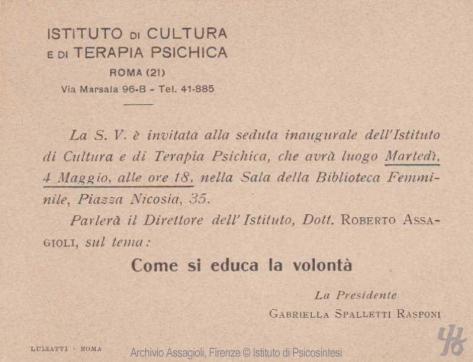 ISTITUTO DI CULTURA
E DI TERAPIA PSICHICA
ROMA (21)
Via Marsala 96-B - Tel. 41-885
La S. V. è invitata alla seduta inaugurale dell'Istituto
di Cultura e di Terapia Psichica, che avrà luogo Martedì,
4 Maggio, alle ore 18, nella Sala della Biblioteca Femmi-
nile, Piazza Nicosia, 35.
Parlerà il Direttore dell'Istituto, Dott. ROBERTO ASSA-
GIOLI, sul tema:
Come si educa la volontà
La Presidente
GABRIELLA SPALLETTI RASPONI
LUZZATTI - ROMA
Archivio Assagioli, Firenze © Istituto di Psicosintesi